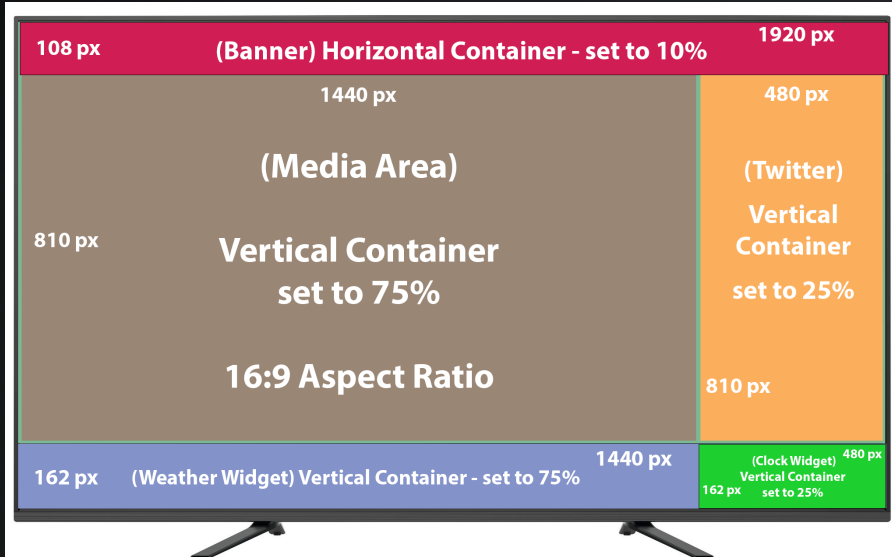 1920 px
108 px
(Banner) Horizontal Container - set to 10%
1440 px
(Media Area)
810 px
Vertical Container
set to 75%
16:9 Aspect Ratio
480 px
(Twitter)
Vertical
Container
set to 25%
810 px
1440 px
162 px
(Weather Widget) Vertical Container - set to 75%
480 px
(Clock Widget)
Vertical Container
162 px
set to 25%